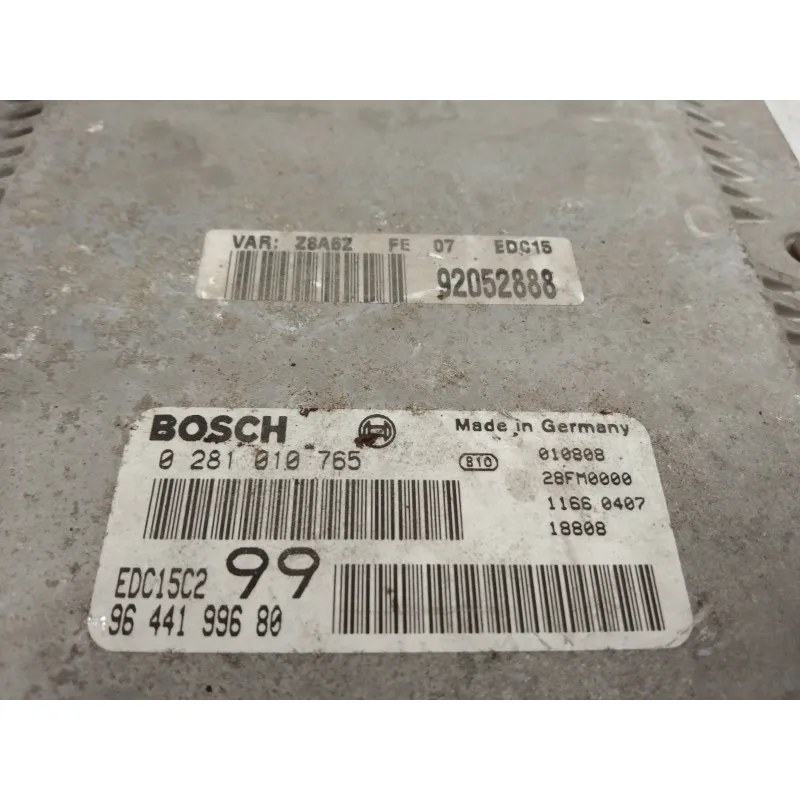 VAR: Z8A6Z FE 07 EDC15
92052888
BOSCH
Made in Germany
0 281 010 765
810
010808
28FM0000
1166 0407
18808
EDC15C2 99
96 441 996 80